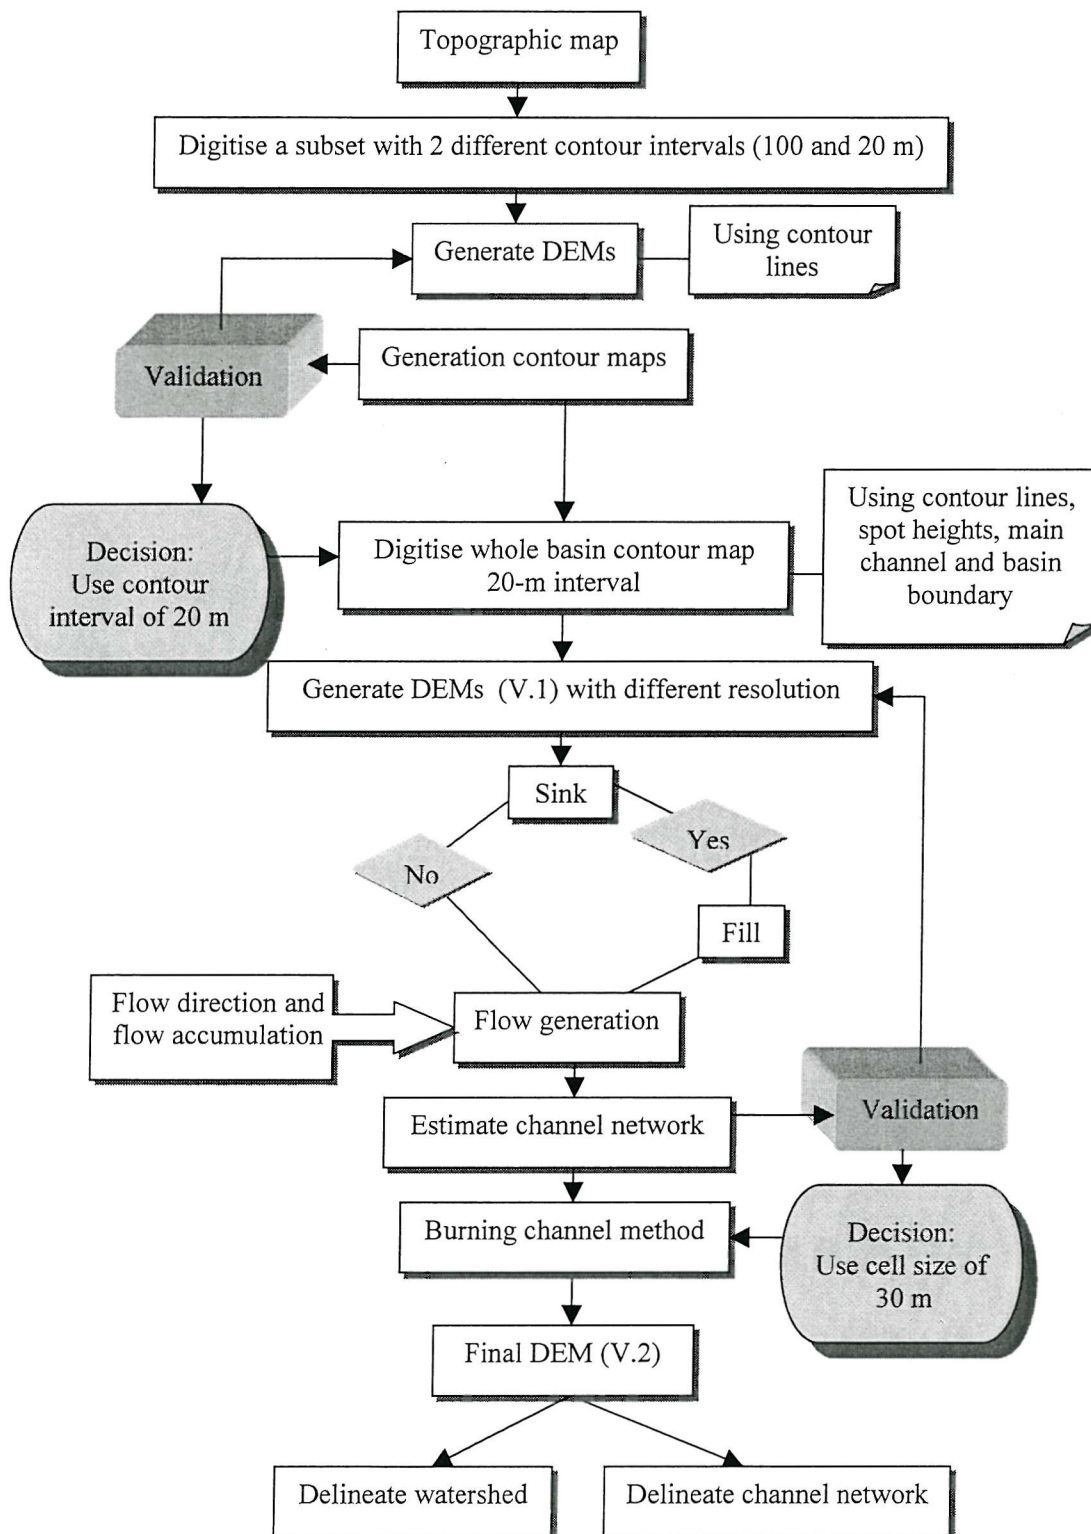 Topographic map
Digitise a subset with 2 different contour intervals (100 and 20 m)
Generate DEMs
Using contour
lines
Generation contour maps
Validation
Using contour lines,
spot heights, main
channel and basin
boundary
Decision:
Use contour
interval of 20 m
Digitise whole basin contour map
20-m interval
Generate DEMs (V.1) with different resolution
Sink
Yes
No
Fill
Flow direction and
flow accumulation
Flow generation
Estimate channel network
Validation
Burning channel method
Decision:
Use cell size of
30 m
Final DEM (V.2)
Delineate watershed
Delineate channel network